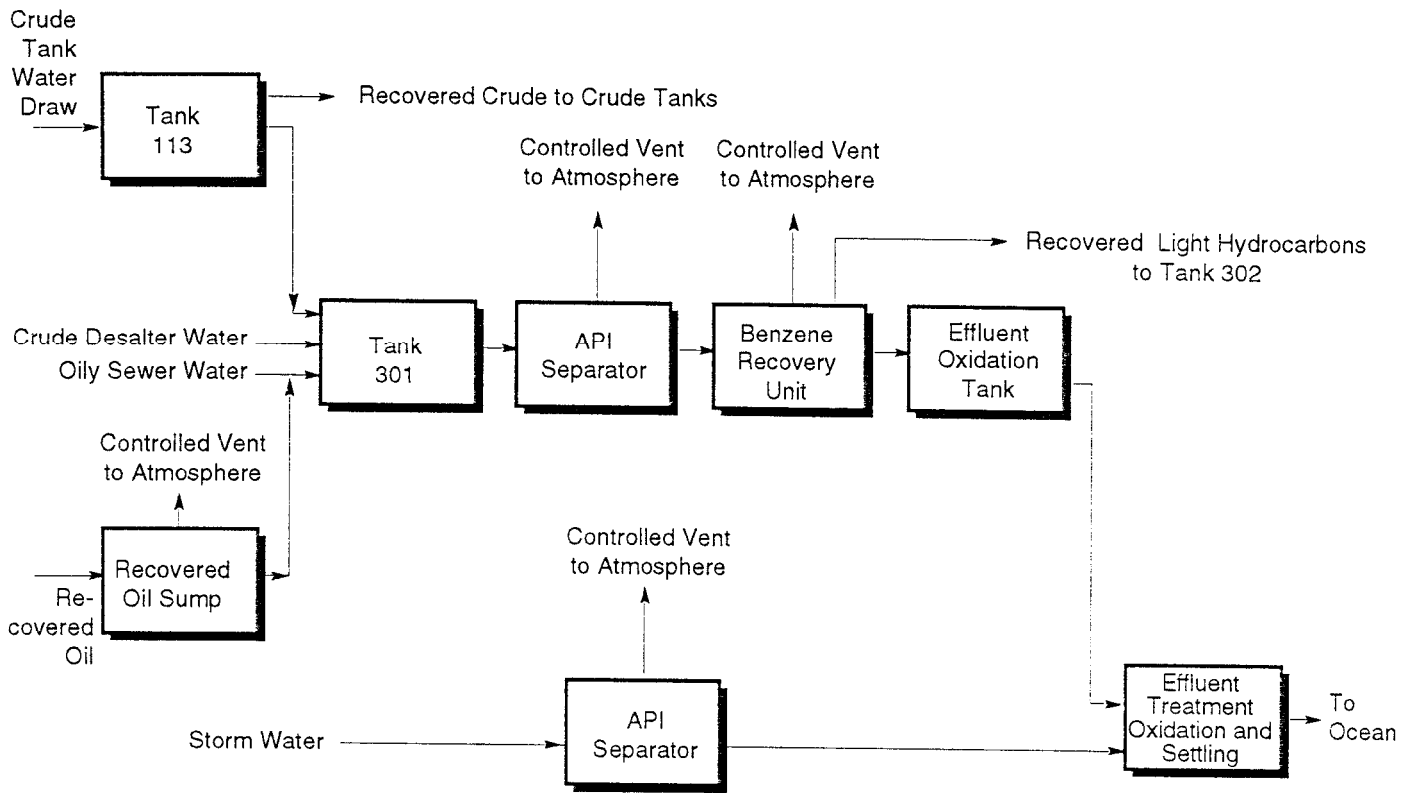 Crude
Tank
Water
Draw
Tank
113
Recovered Crude to Crude Tanks
Controlled Vent
to Atmosphere
Controlled Vent
to Atmosphere
Recovered Light Hydrocarbons
to Tank 302
Crude Desalter Water
Oily Sewer Water
Tank
301
API
Separator
Benzene
Recovery
Unit
Effluent
Oxidation
Tank
Controlled Vent
to Atmosphere
Recovered
Oil Sump
Re-
covered
Oil
Controlled Vent
to Atmosphere
Storm Water
API
Separator
Effluent
Treatment
Oxidation and
Settling
To
Ocean